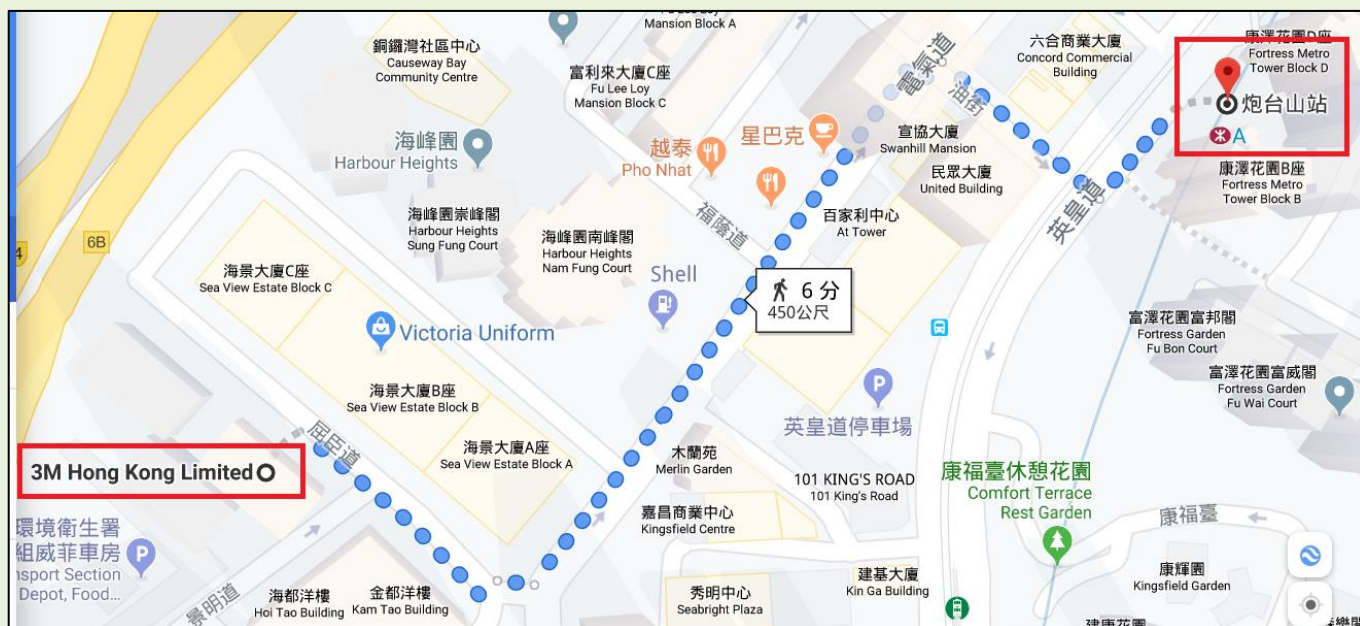 Mansion Block A
銅鑼灣社區中心
Causeway Bay
Community Centre
富利來大廈C座
Fu Lee Loy
Mansion Block C
電氣道
六合商業大廈
Concord Commercial
Building
康澤花園D座
Fortress Metro
Tower Block D
炮台山站
A
油街
海峰園
Harbour Heights
越泰
Pho Nhat
星巴克
宣協大廈
Swanhill Mansion
民眾大廈
United Building
康澤花園B座
Fortress Metro
Tower Block B
英皇道
福蔭道
百家利中心
At Tower
海峰園崇峰閣
Harbour Heights
Sung Fung Court
海峰園南峰閣
Harbour Heights
Nam Fung Court
4
6B
海景大廈C座
Sea View Estate Block C
Shell
6 分
450公尺
Victoria Uniform
富澤花園富邦閣
Fortress Garden
Fu Bon Court
富澤花園富威閣
Fortress Garden
Fu Wai Court
海景大廈B座
Sea View Estate Block B
P
英皇道停車場
屈臣道
海景大廈A座
Sea View Estate Block A
木蘭苑
Merlin Garden
3M Hong Kong Limited
101 KING'S ROAD
101 King's Road
康福臺休憩花園
Comfort Terrace
Rest Garden
嘉昌商業中心
Kingsfield Centre
康福臺
環境衛生署
組威菲車房
nsport Section
Depot, Food...
P
景明道
海都洋樓
Hoi Tao Building
金都洋樓
Kam Tao Building
秀明中心
Seabright Plaza
建基大廈
Kin Ga Building
康輝園
Kingsfield Garden
建康花園